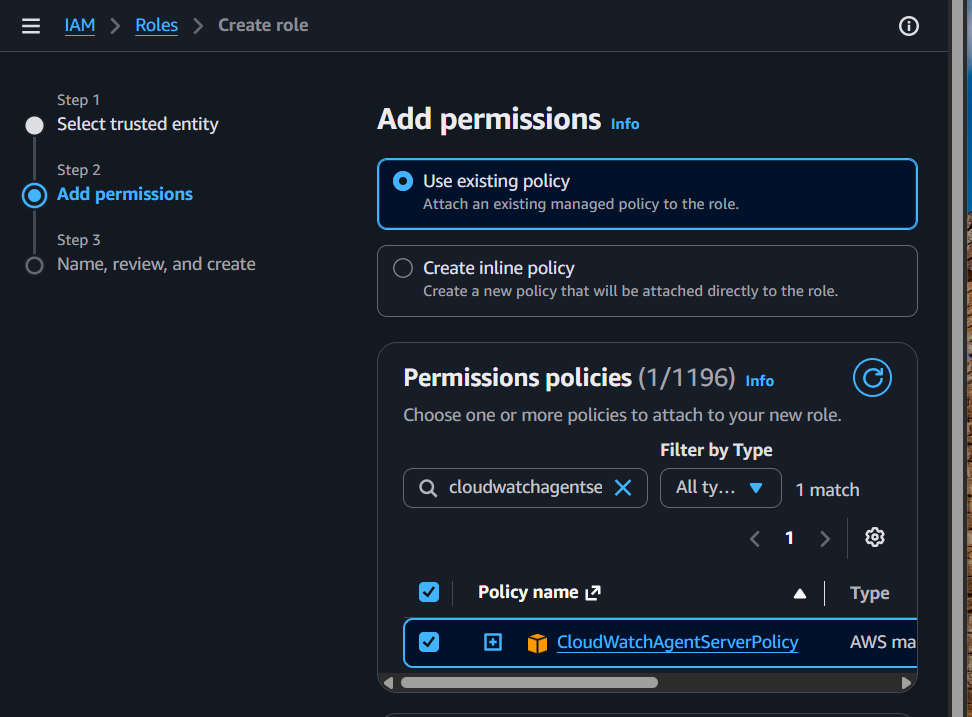 IAM > Roles > Create role
Step 1
Select trusted entity
Step 2
Add permissions
Step 3
Name, review, and create
Add permissions Info
Use existing policy
Attach an existing managed policy to the role.
Create inline policy
Create a new policy that will be attached directly to the role.
Permissions policies (1/1196) Info
Choose one or more policies to attach to your new role.
Filter by Type
cloudwatchagentse
All ty...
1 match
1
Policy name
Type
CloudWatchAgentServerPolicy
AWS ma